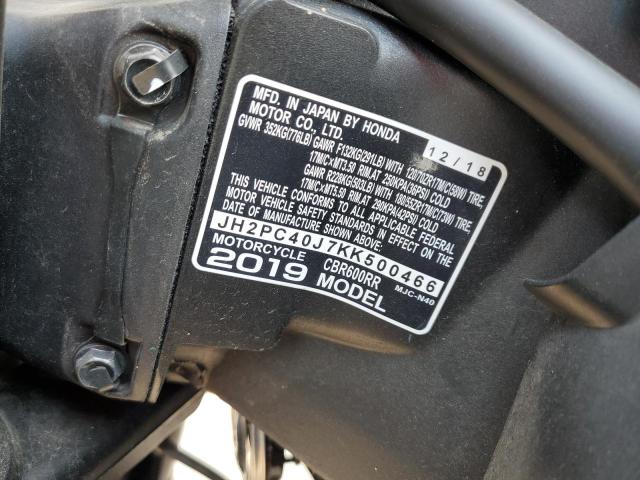 MFD. IN JAPAN BY HONDA
MOTOR CO., LTD. 12/18
GVWR 352KG(776LB)
GAWR F132KG(291LB) WITH 120/70ZR17M/C(58W) TIRE,
17M/C×MT3.50 RIM,AT 250KPA(36PSI) COLD
GAWR R228KG(503LB) WITH 180/55ZR17M/C(73W) TIRE,
17M/C×MT5.50 RIM,AT 290KPA(42PSI) COLD
THIS VEHICLE CONFORMS TO ALL APPLICABLE FEDERAL
MOTOR VEHICLE SAFETY STANDARDS IN EFFECT ON THE
DATE OF MANUFACTURE SHOWN ABOVE.
JH2PC40J7KK500466
MOTORCYCLE CBR600RR MJC-N40
2019 MODEL